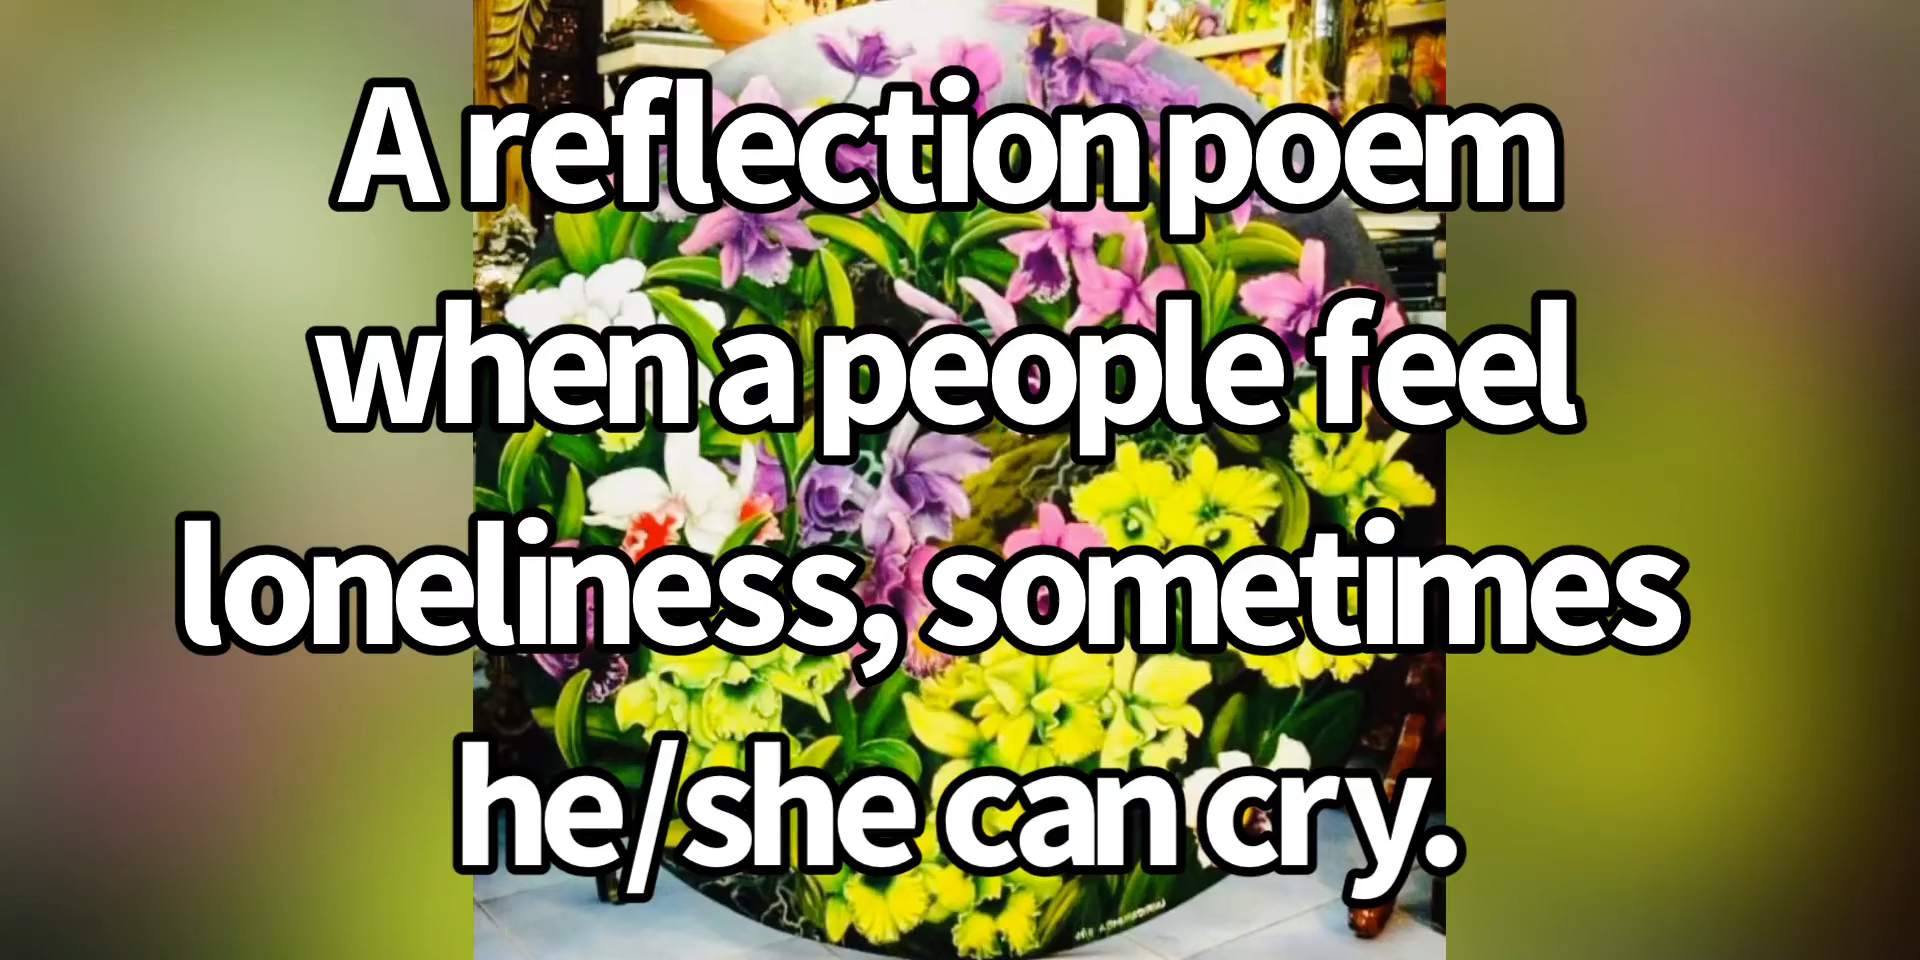 A reflection poem
when a people feel
loneliness, sometimes
he/she can cry.